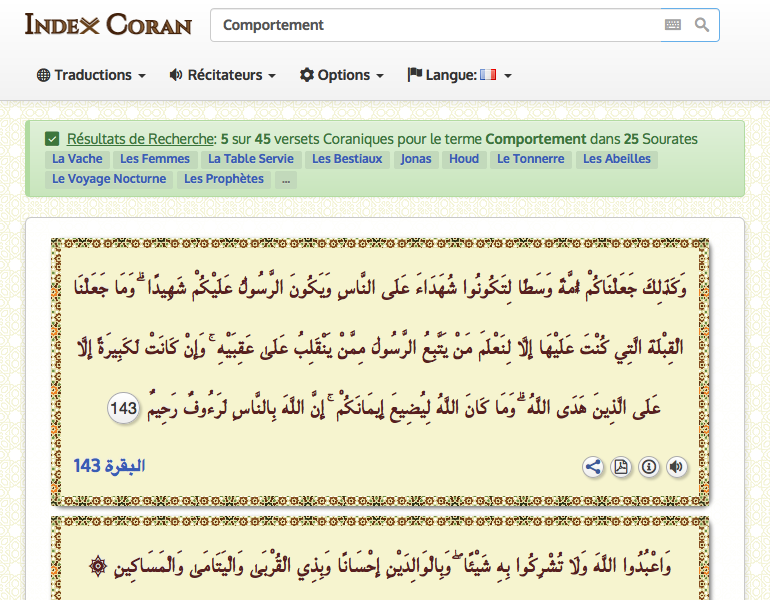 Index Coran
Comportement
Traductions
Récitateurs
Options
Langue:
Résultats de Recherche: 5 sur 45 versets Coraniques pour le terme Comportement dans 25 Sourates
La Vache Les Femmes La Table Servie Les Bestiaux Jonas Houd Le Tonnerre Les Abeilles
Le Voyage Nocturne Les Prophètes ...
وَكَذَٰلِكَ جَعَلْنَاكُمْ أُمَّةً وَسَطًا لِتَكُونُوا شُهَدَاءَ عَلَى النَّاسِ وَيَكُونَ الرَّسُولُ عَلَيْكُمْ شَهِيدًا ۗ وَمَا جَعَلْنَا
الْقِبْلَةَ الَّتِي كُنْتَ عَلَيْهَا إِلَّا لِنَعْلَمَ مَنْ يَتَّبِعُ الرَّسُولَ مِمَّنْ يَنْقَلِبُ عَلَىٰ عَقِبَيْهِ ۚ وَإِنْ كَانَتْ لَكَبِيرَةً إِلَّا
عَلَى الَّذِينَ هَدَى اللَّهُ ۗ وَمَا كَانَ اللَّهُ لِيُضِيعَ إِيمَانَكُمْ ۚ إِنَّ اللَّهَ بِالنَّاسِ لَرَءُوفٌ رَحِيمٌ 143
البقرة 143
وَاعْبُدُوا اللَّهَ وَلَا تُشْرِكُوا بِهِ شَيْئًا ۖ وَبِالْوَالِدَيْنِ إِحْسَانًا وَبِذِي الْقُرْبَىٰ وَالْيَتَامَىٰ وَالْمَسَاكِينِ ۞